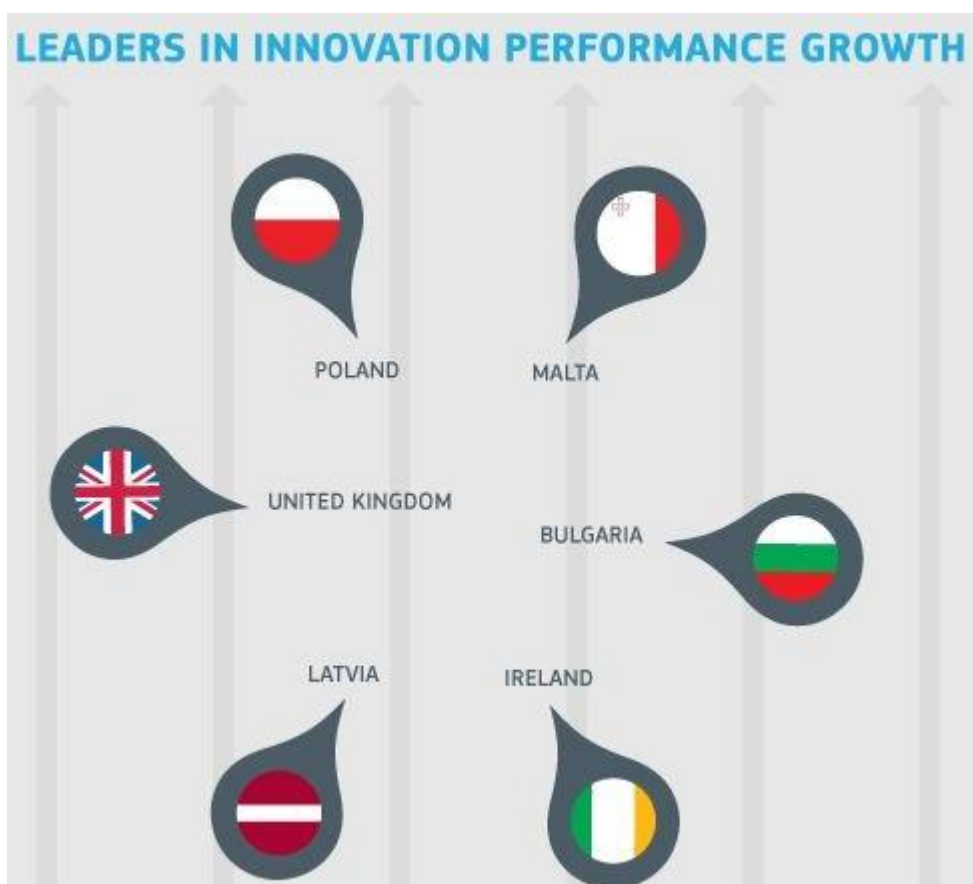 LEADERS IN INNOVATION PERFORMANCE GROWTH
POLAND
MALTA
UNITED KINGDOM
BULGARIA
LATVIA
IRELAND